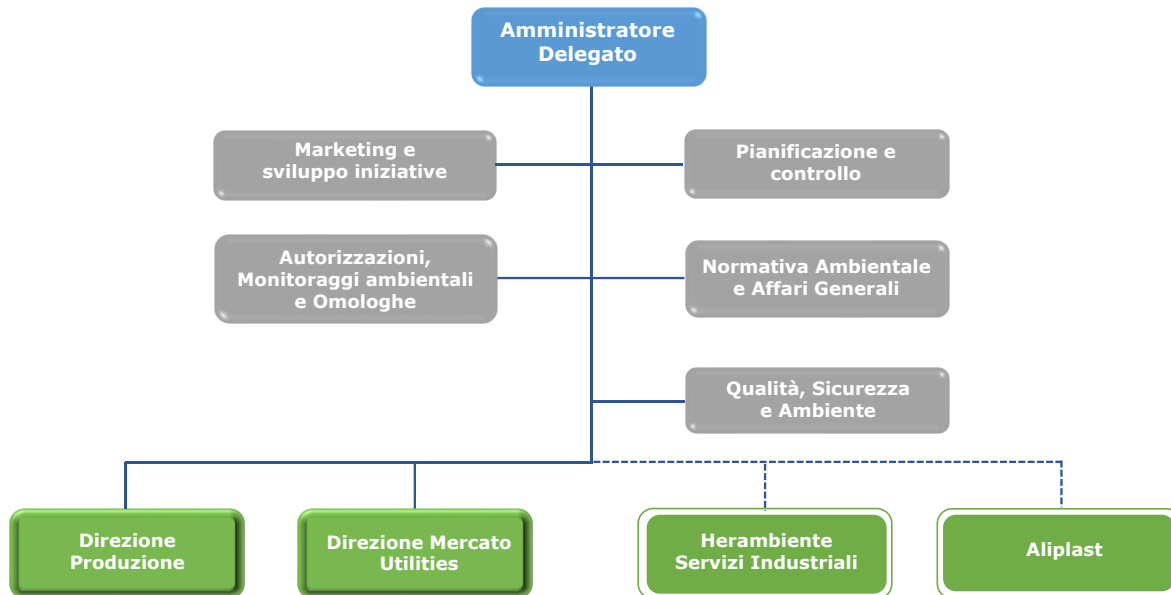 Amministratore
Delegato
Marketing e
sviluppo iniziative
Pianificazione e
controllo
Autorizzazioni,
Monitoraggi ambientali
e Omologhe
Normativa Ambientale
e Affari Generali
Qualità, Sicurezza
e Ambiente
Direzione
Produzione
Direzione Mercato
Utilities
Herambiente
Servizi Industriali
Aliplast